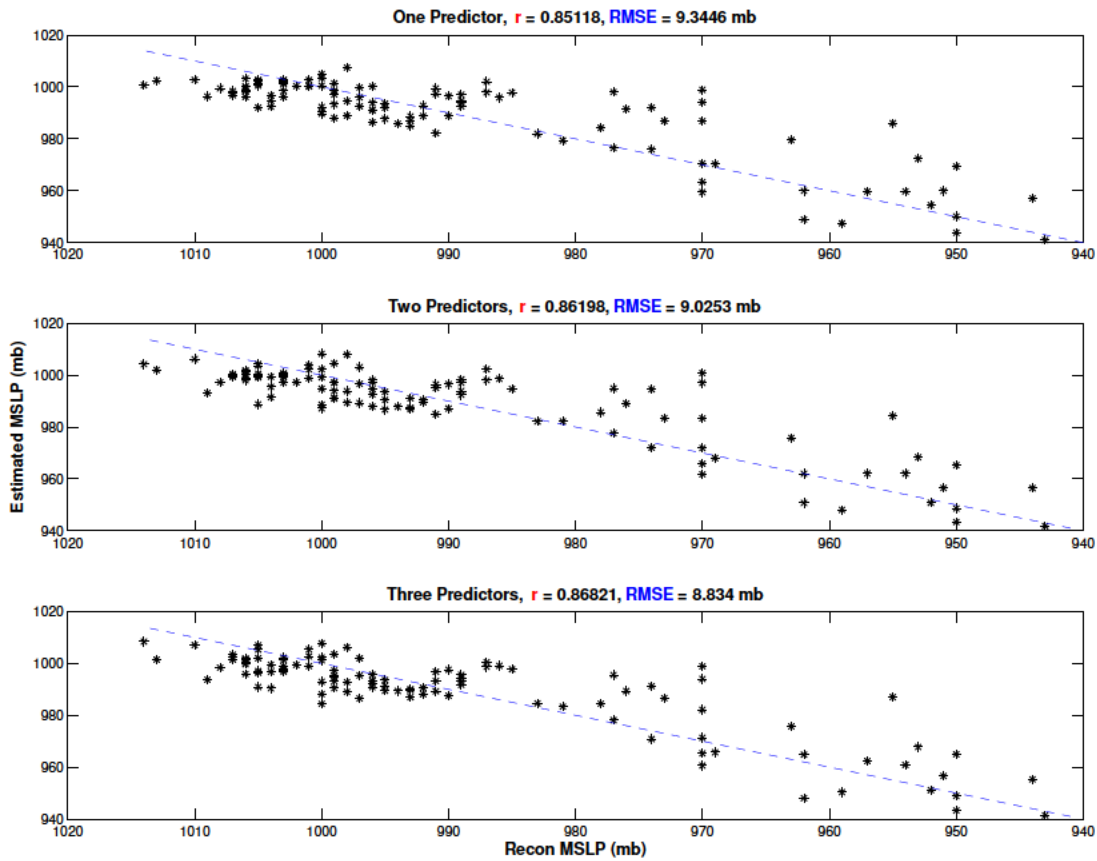 One Predictor, r = 0.85118, RMSE = 9.3446 mb
1020
1000
980
960
940
1020 1010 1000 990 980 970 960 950 940
Two Predictors, r = 0.86198, RMSE = 9.0253 mb
Estimated MSLP (mb)
1020
1000
980
960
940
1020 1010 1000 990 980 970 960 950 940
Three Predictors, r = 0.86821, RMSE = 8.834 mb
1020
1000
980
960
940
1020 1010 1000 990 980 970 960 950 940
Recon MSLP (mb)